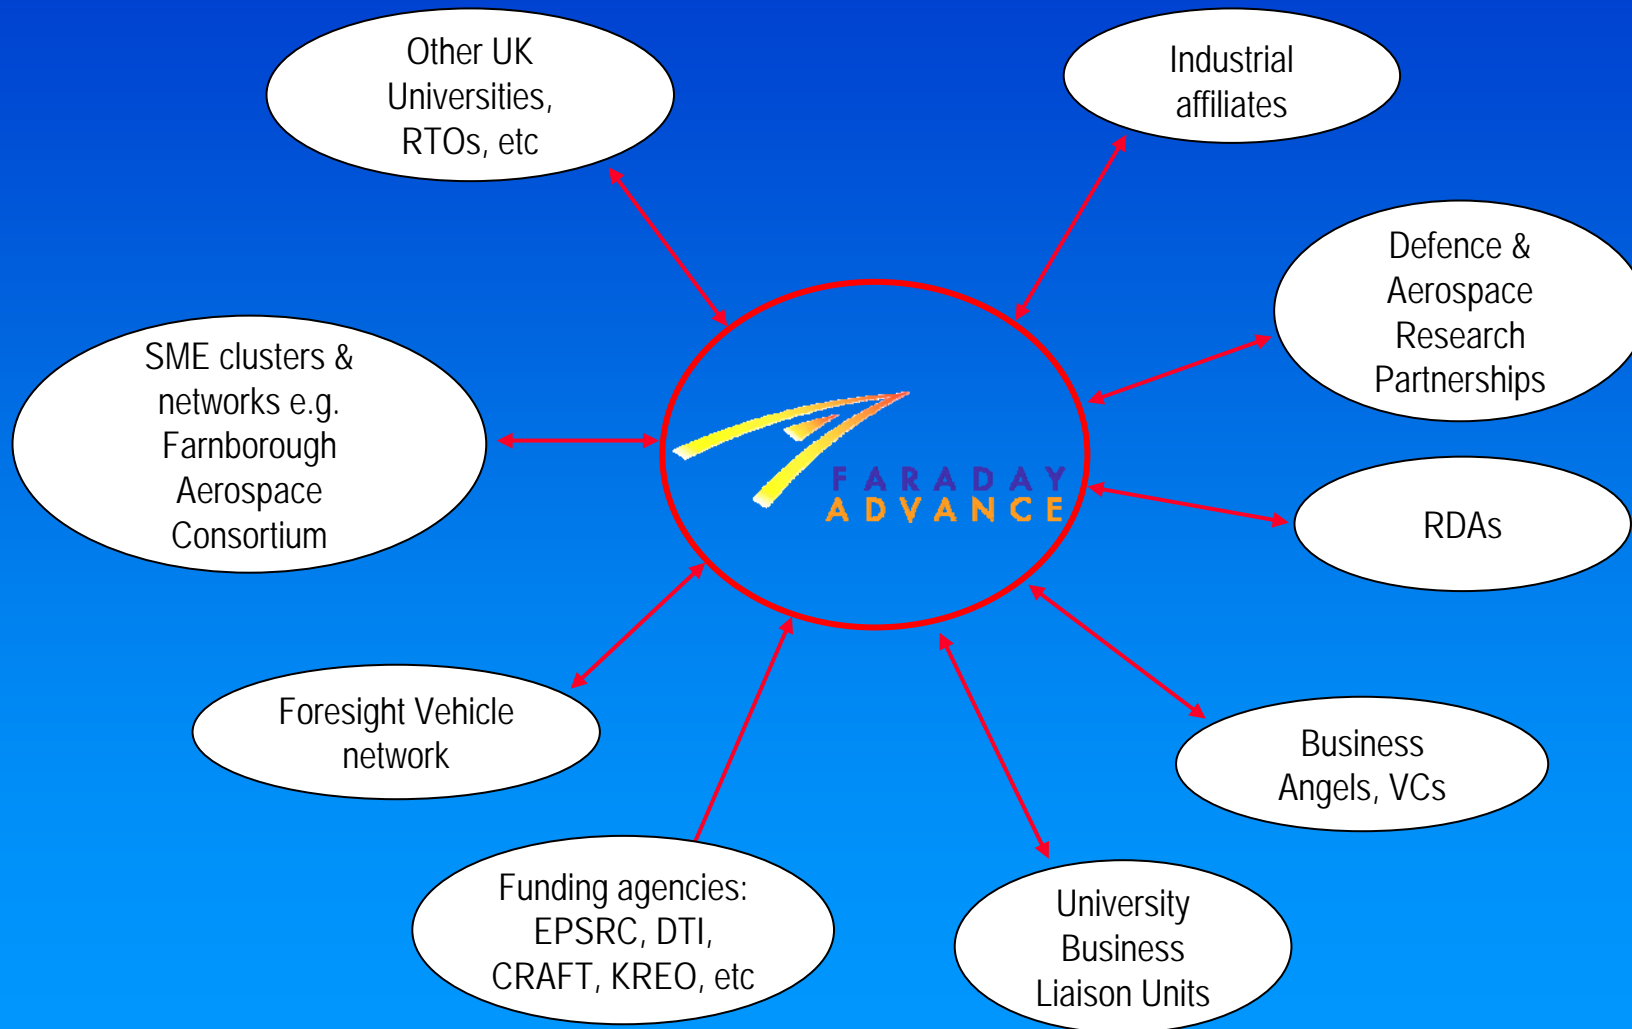 Other UK
Universities,
RTOs, etc
Industrial
affiliates
Defence &
Aerospace
Research
Partnerships
SME clusters &
networks e.g.
Farnborough
Aerospace
Consortium
FARADAY
ADVANCE
RDAs
Foresight Vehicle
network
Business
Angels, VCs
Funding agencies:
EPSRC, DTI,
CRAFT, KREO, etc
University
Business
Liaison Units